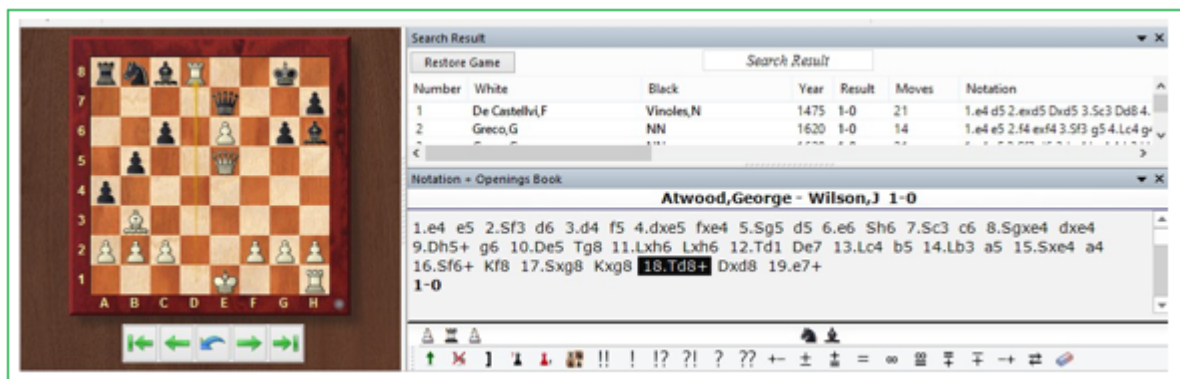 8
7
6
5
4
3
2
1
A B C D E F G H
Search Result
Restore Game
Search Result
Number White Black Year Result Moves Notation
1 De Castellvi,F Vinoles,N 1475 1-0 21 1.e4 d5 2.exd5 Dxd5 3.Sc3 Dd8 4.
2 Greco,G NN 1620 1-0 14 1.e4 e5 2.f4 exf4 3.Sf3 g5 4.Lc4 g4
Notation + Openings Book
Atwood,George - Wilson,J 1-0
1.e4 e5 2.Sf3 d6 3.d4 f5 4.dxe5 fxe4 5.Sg5 d5 6.e6 Sh6 7.Sc3 c6 8.Sgxe4 dxe4
9.Dh5+ g6 10.De5 Tg8 11.Lxh6 Lxh6 12.Td1 De7 13.Lc4 b5 14.Lb3 a5 15.Sxe4 a4
16.Sf6+ Kf8 17.Sxg8 Kxg8 18.Td8+ Dxd8 19.e7+
1-0
!! ! !? ?! ? ?? +- ± ⩲ = ∞ ⩱ ∓ -+ ⇄